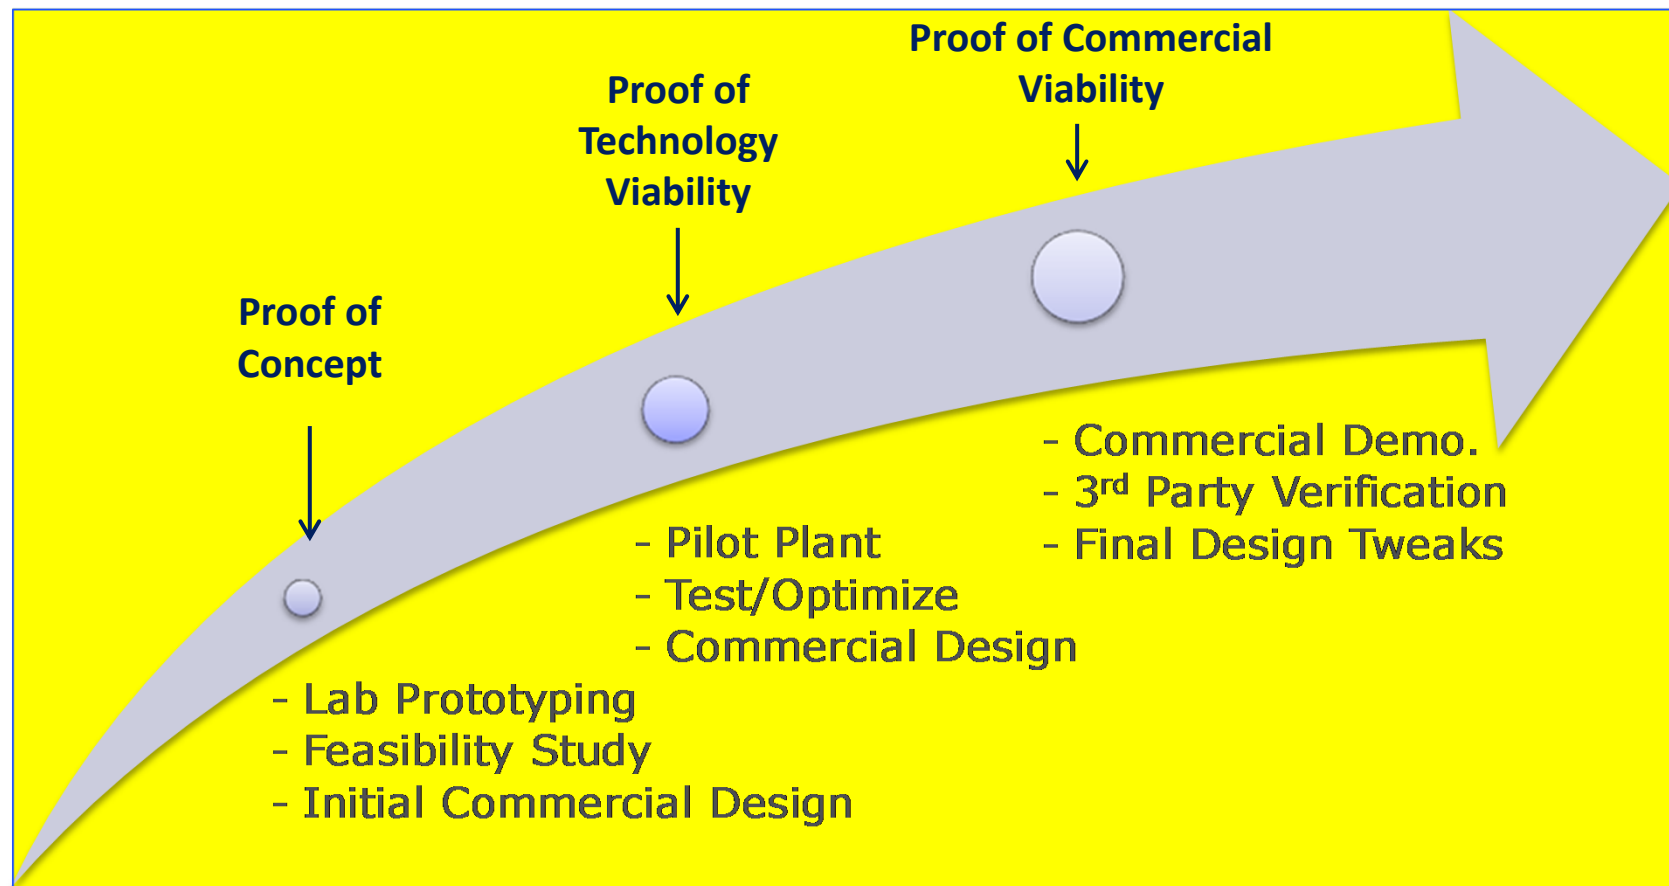 Proof of
Concept
- Lab Prototyping
- Feasibility Study
- Initial Commercial Design
Proof of
Technology
Viability
- Pilot Plant
- Test/Optimize
- Commercial Design
Proof of Commercial
Viability
- Commercial Demo.
- 3rd Party Verification
- Final Design Tweaks